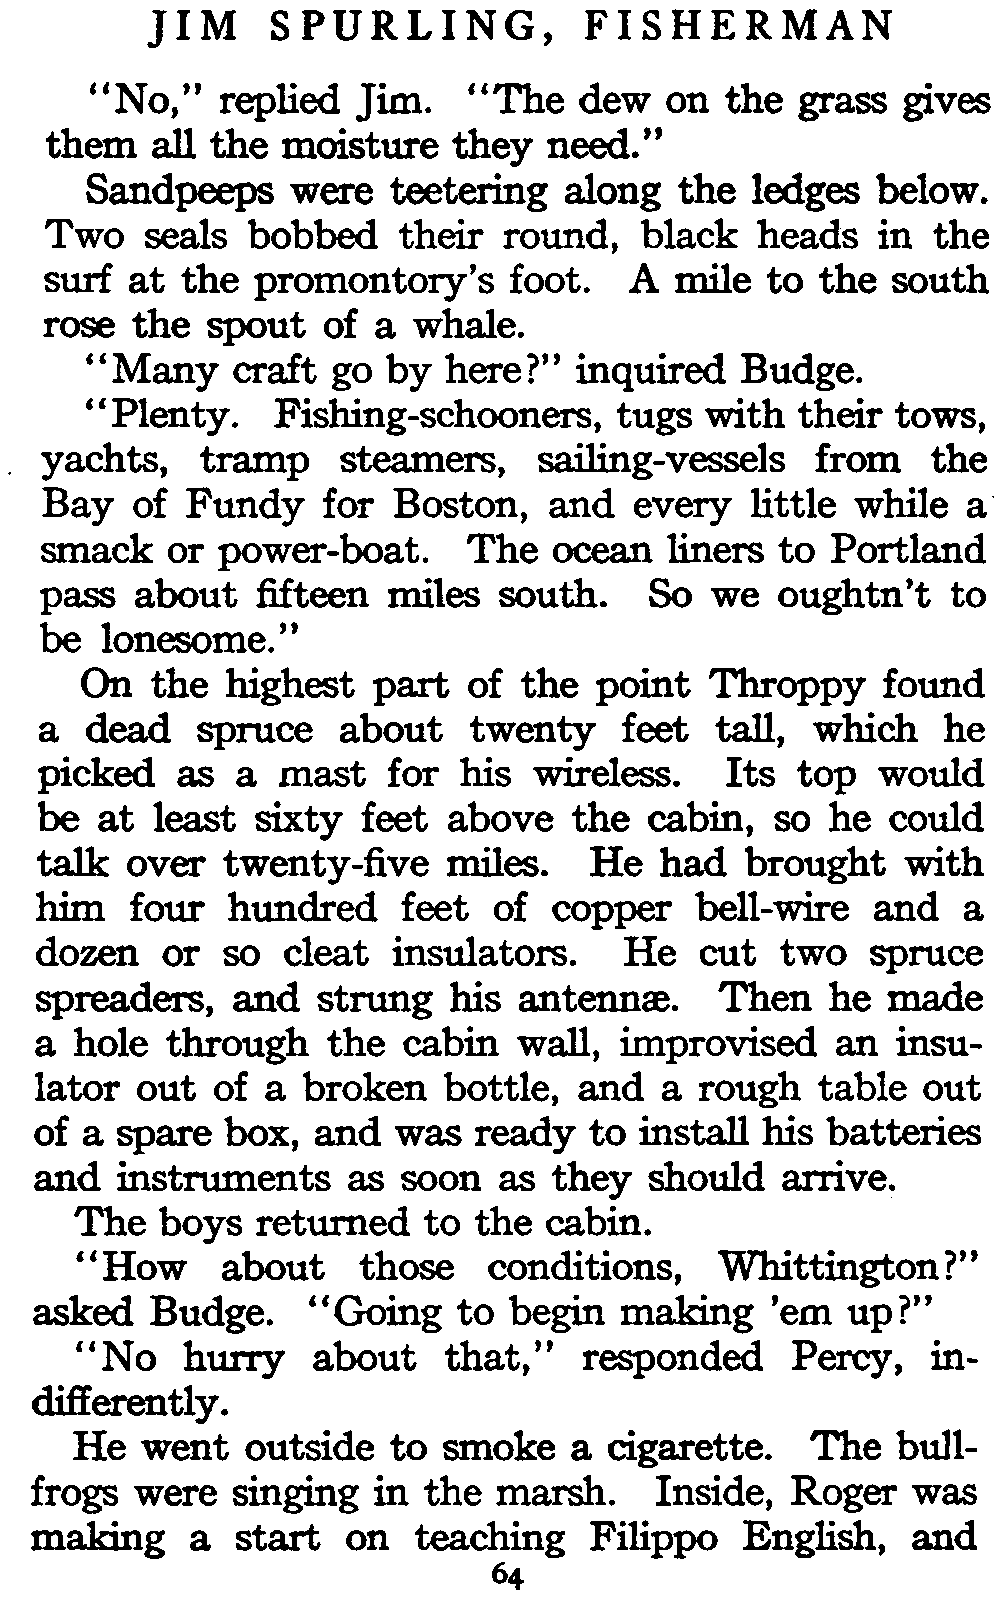 JIM SPURLING, FISHERMAN
"No," replied Jim. "The dew on the grass gives
them all the moisture they need."
Sandpeeps were teetering along the ledges below.
Two seals bobbed their round, black heads in the
surf at the promontory's foot. A mile to the south
rose the spout of a whale.
"Many craft go by here?" inquired Budge.
"Plenty. Fishing-schooners, tugs with their tows,
yachts, tramp steamers, sailing-vessels from the
Bay of Fundy for Boston, and every little while a
smack or power-boat. The ocean liners to Portland
pass about fifteen miles south. So we oughtn't to
be lonesome."
On the highest part of the point Throppy found
a dead spruce about twenty feet tall, which he
picked as a mast for his wireless. Its top would
be at least sixty feet above the cabin, so he could
talk over twenty-five miles. He had brought with
him four hundred feet of copper bell-wire and a
dozen or so cleat insulators. He cut two spruce
spreaders, and strung his antennæ. Then he made
a hole through the cabin wall, improvised an insu-
lator out of a broken bottle, and a rough table out
of a spare box, and was ready to install his batteries
and instruments as soon as they should arrive.
The boys returned to the cabin.
"How about those conditions, Whittington?"
asked Budge. "Going to begin making 'em up?"
"No hurry about that," responded Percy, in-
differently.
He went outside to smoke a cigarette. The bull-
frogs were singing in the marsh. Inside, Roger was
making a start on teaching Filippo English, and
64